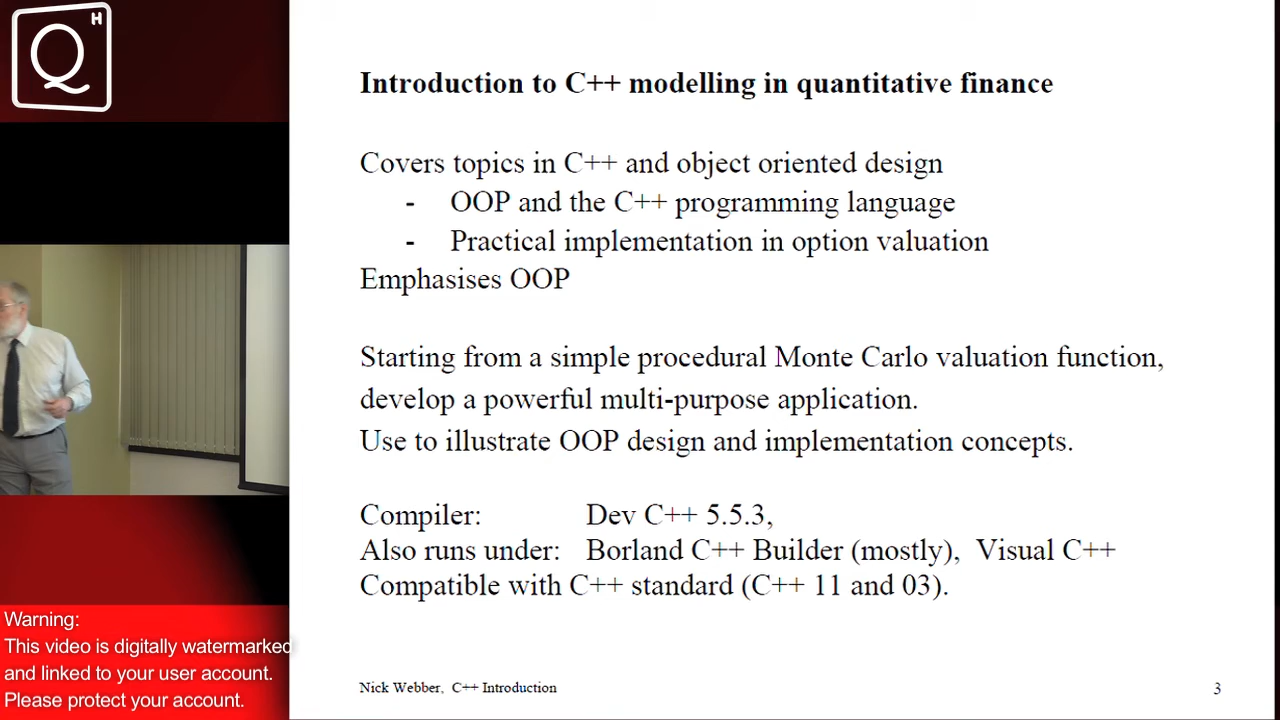 Q H
Introduction to C++ modelling in quantitative finance
Covers topics in C++ and object oriented design
- OOP and the C++ programming language
- Practical implementation in option valuation
Emphasises OOP
Starting from a simple procedural Monte Carlo valuation function,
develop a powerful multi-purpose application.
Use to illustrate OOP design and implementation concepts.
Compiler: Dev C++ 5.5.3,
Also runs under: Borland C++ Builder (mostly), Visual C++
Compatible with C++ standard (C++ 11 and 03).
Nick Webber, C++ Introduction 3
Warning:
This video is digitally watermarked
and linked to your user account.
Please protect your account.